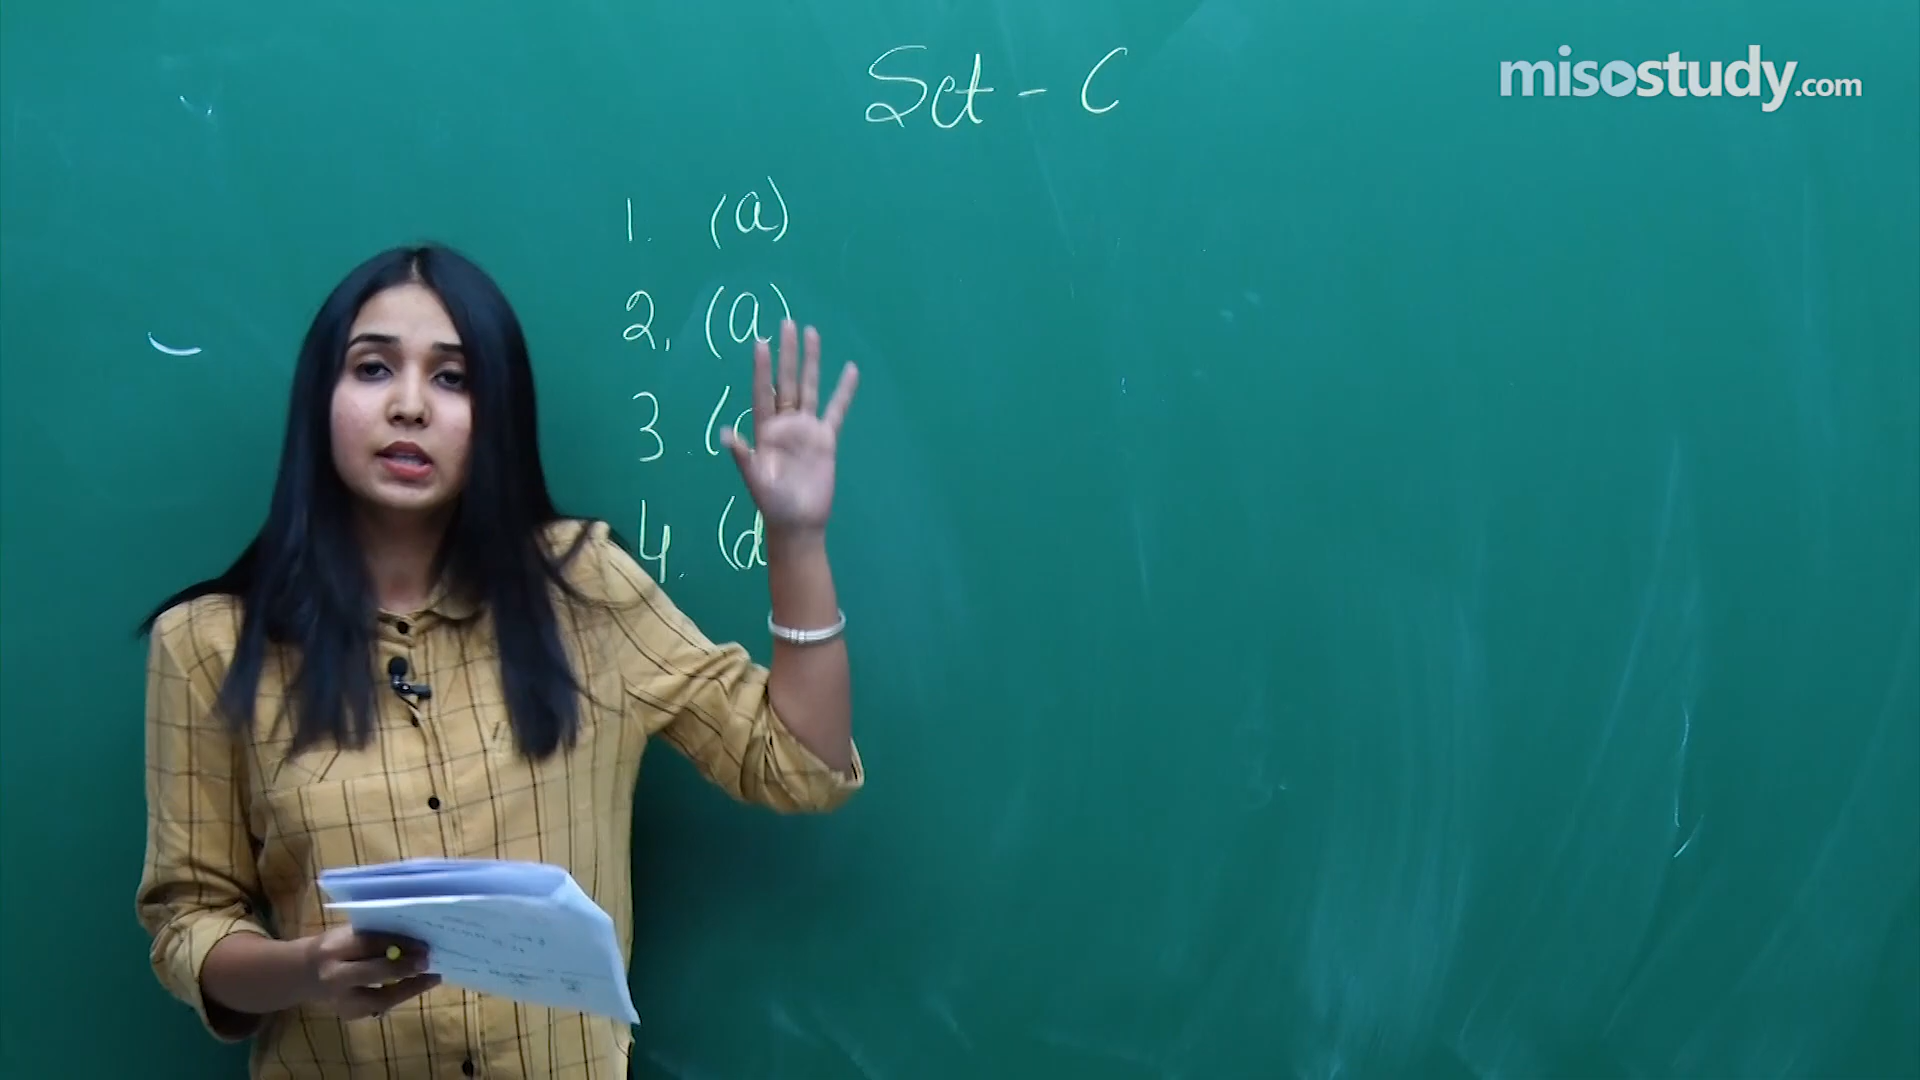 Set - C
misostudy.com
1. (a)
2. (a)
3. (
4. (d